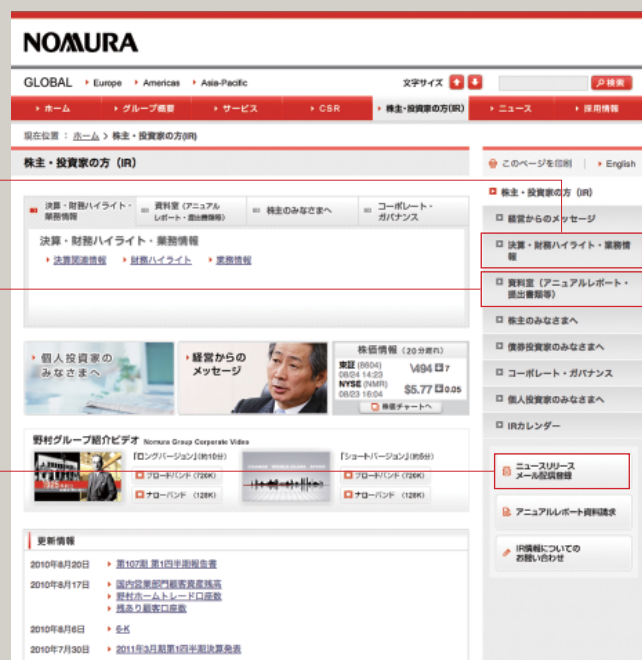 NOMURA
GLOBAL Europe Americas Asia-Pacific 文字サイズ 検索
ホーム グループ概要 サービス CSR 株主・投資家の方(IR) ニュース 採用情報
現在位置 : ホーム > 株主・投資家の方(IR)
株主・投資家の方(IR)
このページを印刷 English
株主・投資家の方 (IR)
経営からのメッセージ
決算・財務ハイライト・業務情
報
資料室(アニュアルレポート・
提出書類等)
株主のみなさまへ
債券投資家のみなさまへ
コーポレート・ガバナンス
個人投資家のみなさまへ
IRカレンダー
ニュースリリース
メール配信登録
アニュアルレポート資料請求
IR情報についての
お問い合わせ
決算・財務ハイライト・
業務情報
資料室(アニュアル
レポート・提出書類等)
株主のみなさまへ
コーポレート・
ガバナンス
決算・財務ハイライト・業務情報
決算関連情報 財務ハイライト 業務情報
個人投資家の
みなさまへ
経営からの
メッセージ
株価情報(20分遅れ)
東証(8604)
08/24 14:23
\494 7
NYSE(NMR)
08/23 16:04
$5.77 0.05
株価チャートへ
野村グループ紹介ビデオ Nomura Group Corporate Video
「ロングバージョン」(約10分)
ブロードバンド (720K)
ナローバンド (128K)
「ショートバージョン」(約5分)
ブロードバンド (720K)
ナローバンド (128K)
1925
更新情報
2010年8月20日 第107期 第1四半期報告書
2010年8月17日 国内営業部門顧客資産残高
野村ホームトレード口座数
残あり顧客口座数
2010年8月6日 6-K
2010年7月30日 2011年3月期第1四半期決算発表